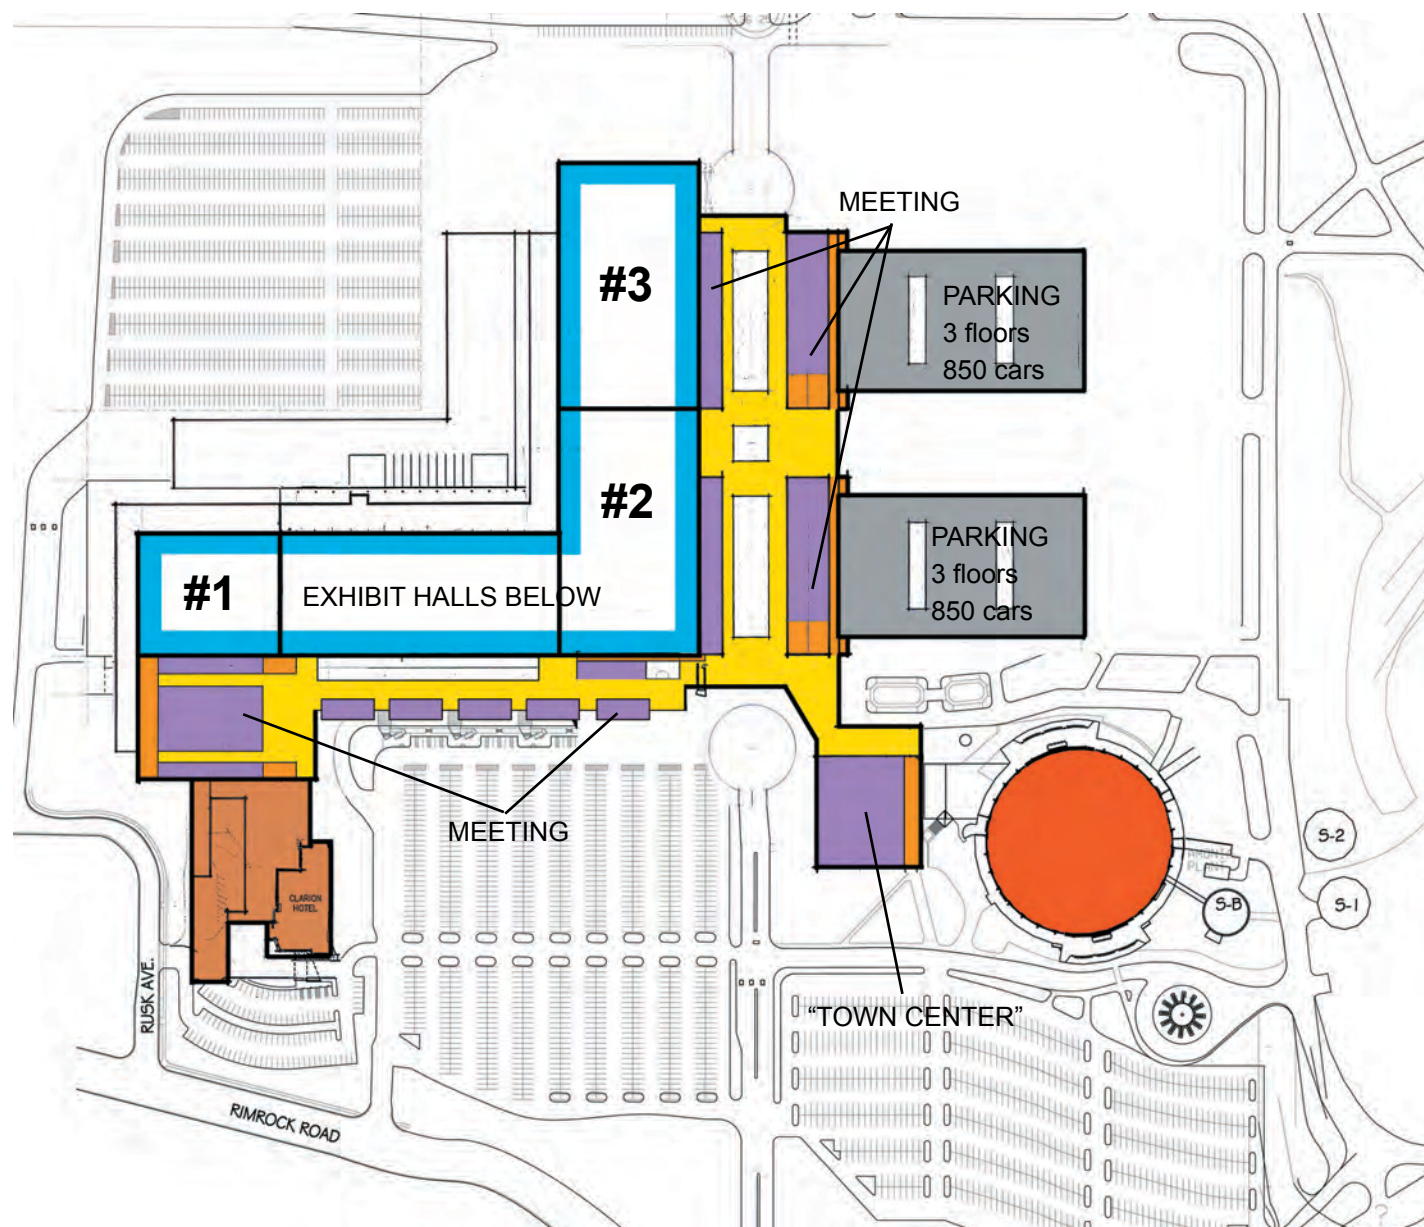 MEETING
#3
PARKING
3 floors
850 cars
#2
PARKING
3 floors
850 cars
#1
EXHIBIT HALLS BELOW
MEETING
CLARION
HOTEL
S-2
S-B
S-1
"TOWN CENTER"
RUSK AVE.
RIMROCK ROAD